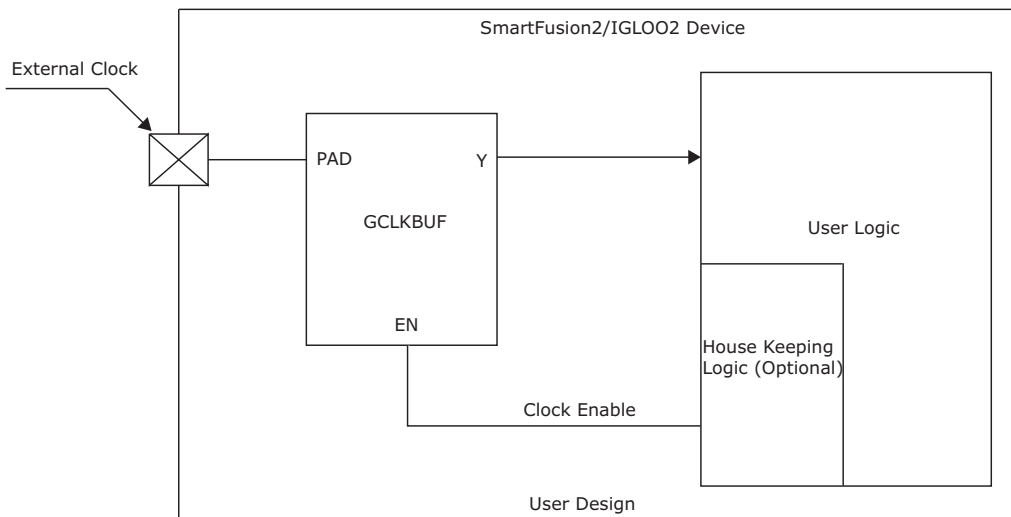 SmartFusion2/IGLOO2 Device
External Clock
PAD
Y
GCLKBUF
User Logic
EN
House Keeping
Logic (Optional)
Clock Enable
User Design